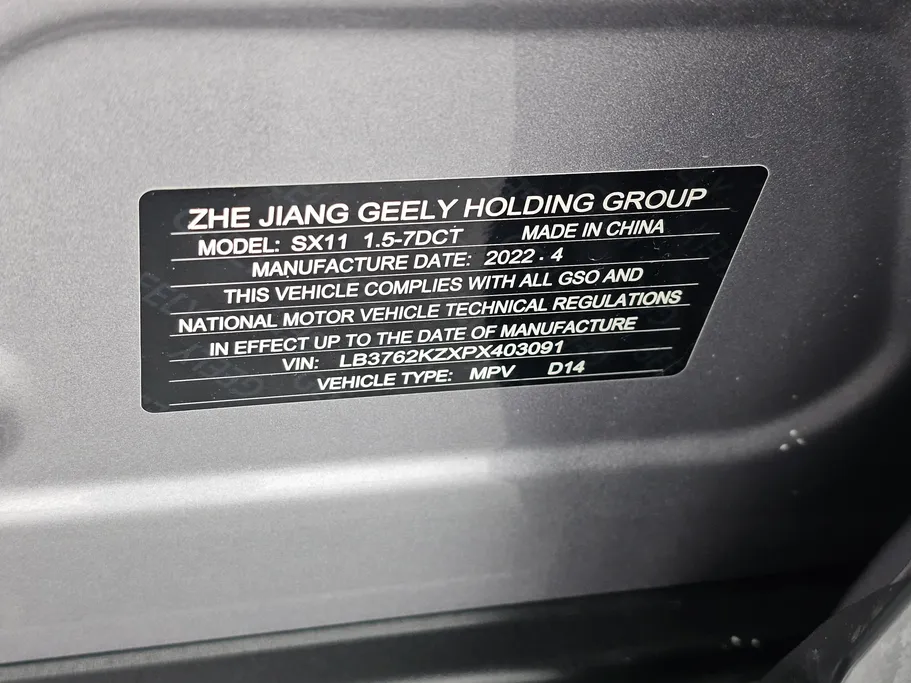 ZHE JIANG GEELY HOLDING GROUP
MODEL: SX11 1.5-7DCT MADE IN CHINA
MANUFACTURE DATE: 2022 . 4
THIS VEHICLE COMPLIES WITH ALL GSO AND
NATIONAL MOTOR VEHICLE TECHNICAL REGULATIONS
IN EFFECT UP TO THE DATE OF MANUFACTURE
VIN: LB3762KZXPX403091
VEHICLE TYPE: MPV D14